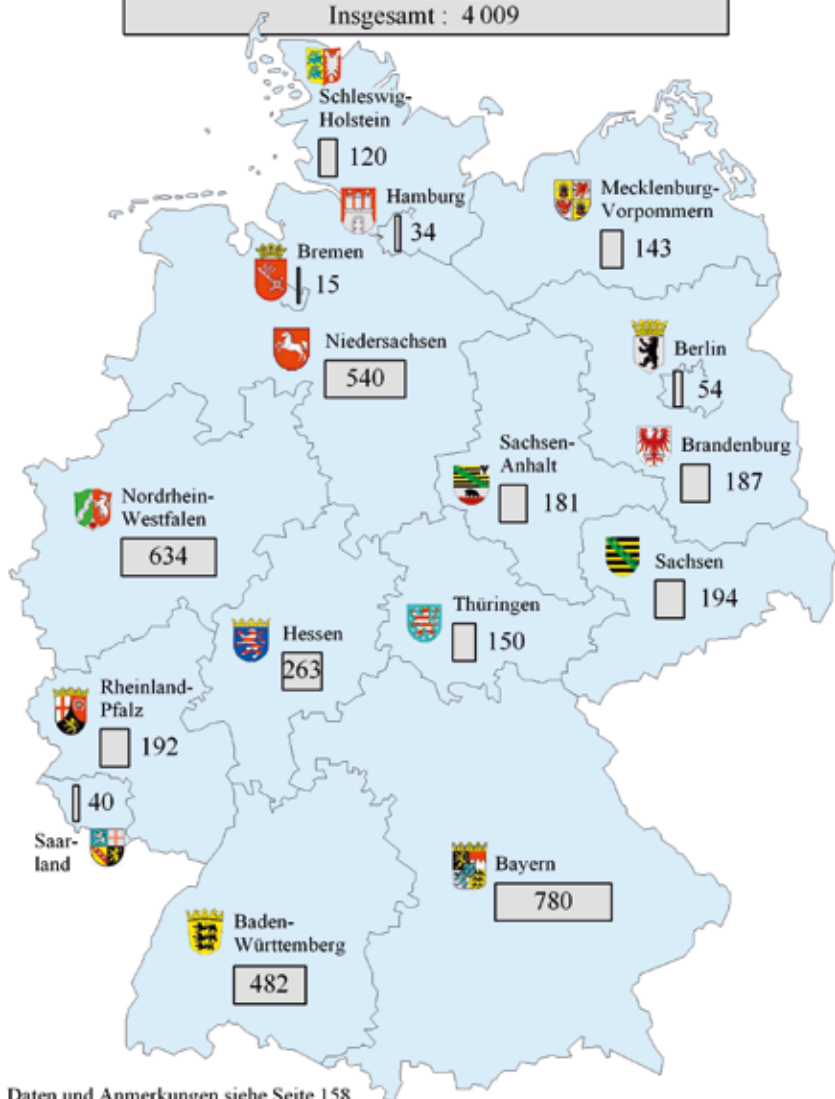 Insgesamt : 4 009
Schleswig-
Holstein
120
Hamburg
34
Mecklenburg-
Vorpommern
143
Bremen
15
Niedersachsen
540
Berlin
54
Sachsen-
Anhalt
181
Brandenburg
187
Nordrhein-
Westfalen
634
Sachsen
194
Thüringen
150
Hessen
263
Rheinland-
Pfalz
192
40
Saar-
land
Bayern
780
Baden-
Württemberg
482
Daten und Anmerkungen siehe Seite 158